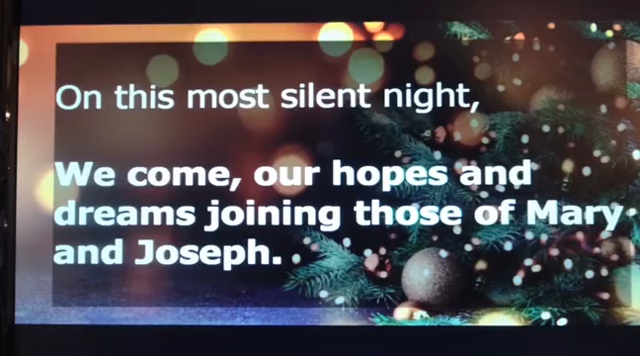 On this most silent night,
We come, our hopes and
dreams joining those of Mary
and Joseph.